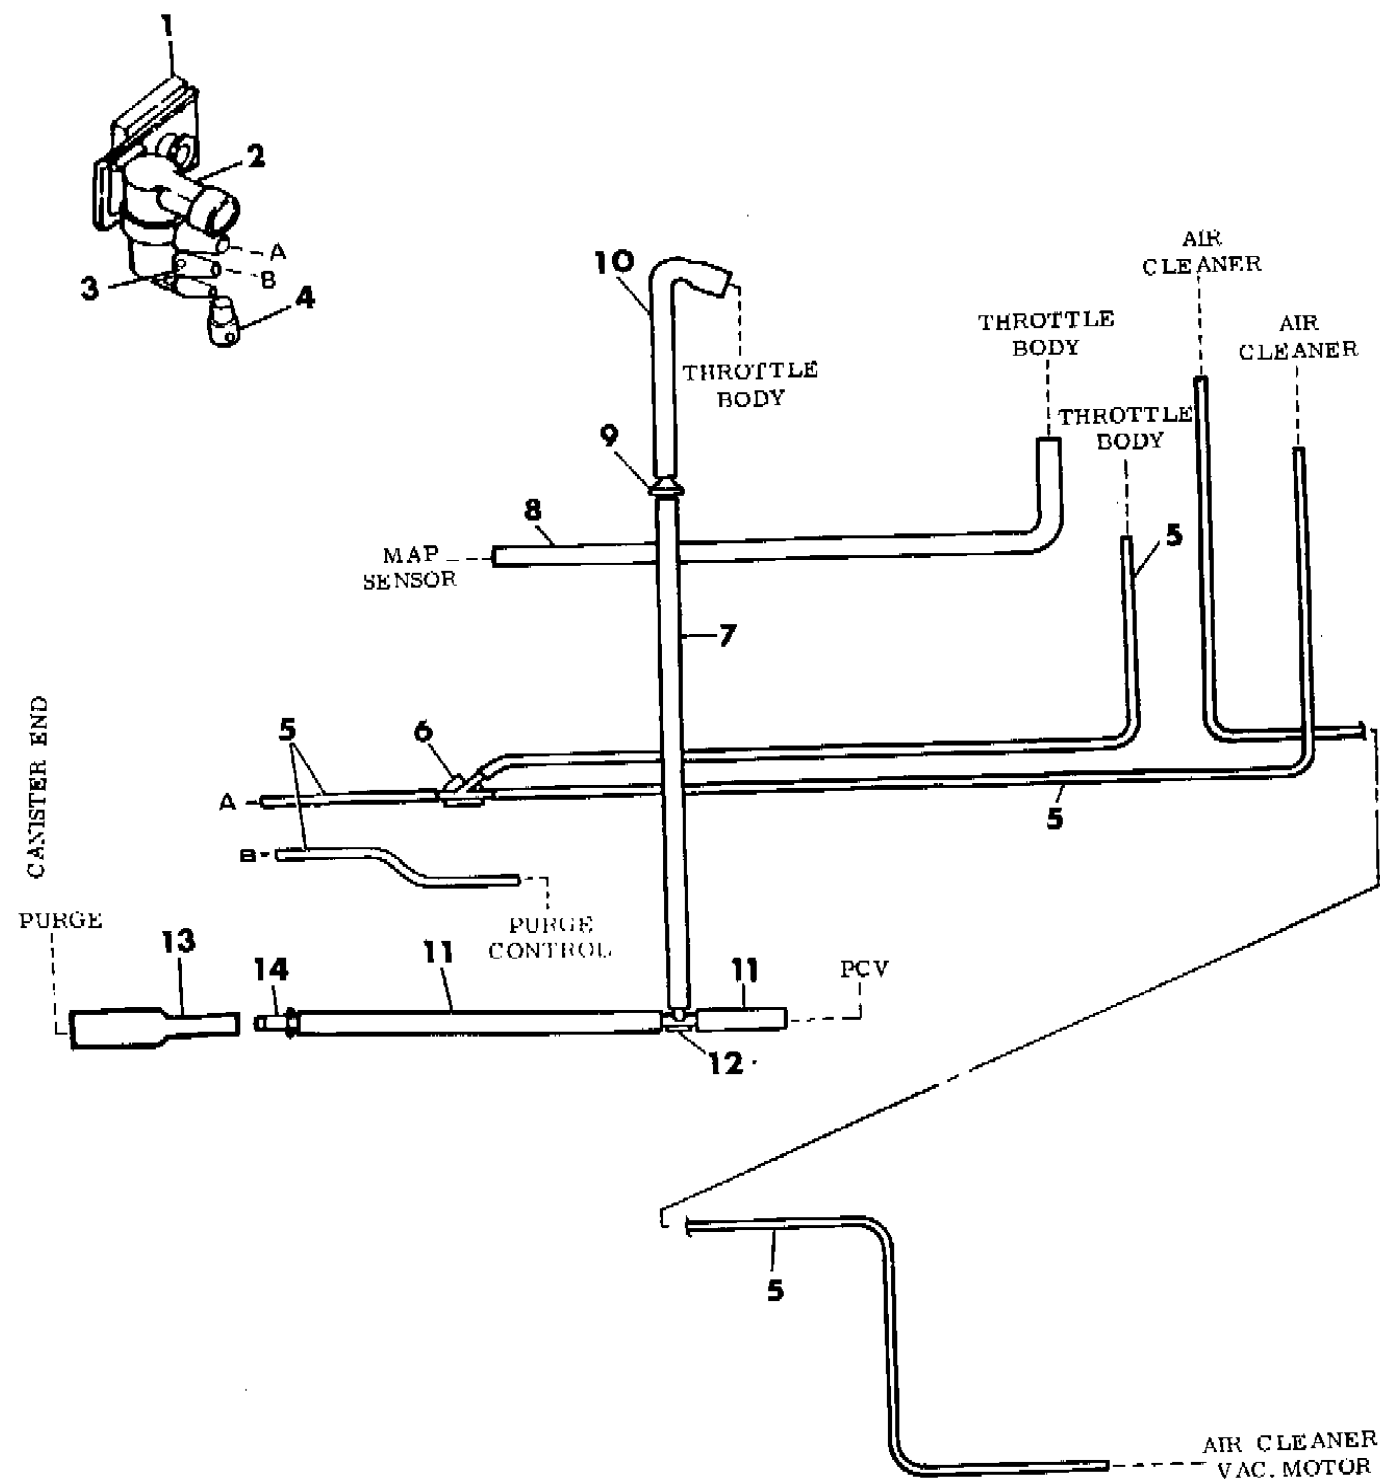 1
2
A
B
3
4
10
AIR
CLEANER
THROTTLE
BODY
AIR
CLEANER
THROTTLE
BODY
THROTTLE
BODY
9
8
MAP
SENSOR
5
7
CANISTER END
5
6
A
5
B
PURGE
PURGE
CONTROL
13
14
11
11
PCV
12
5
AIR CLEANER
VAC. MOTOR